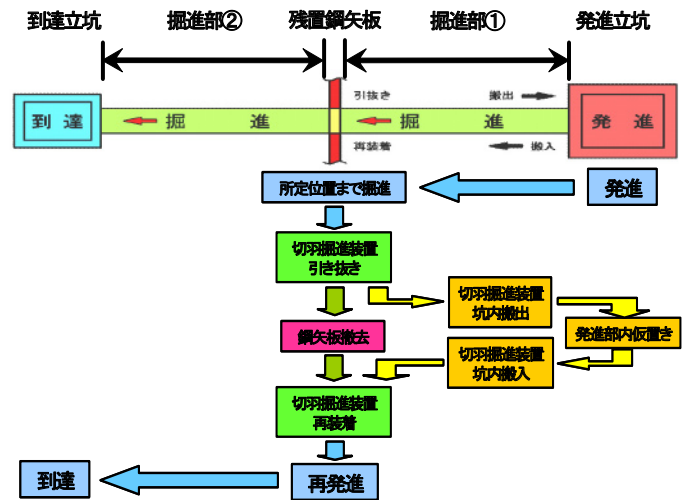 到達立坑
掘進部②
残置鋼矢板
掘進部①
発進立坑
引抜き
搬出
到達
掘進
掘進
発進
再装着
搬入
所定位置まで掘進
発進
切羽掘進装置
引き抜き
切羽掘進装置
坑内搬出
鋼矢板撤去
発進部内仮置き
切羽掘進装置
坑内搬入
切羽掘進装置
再装着
到達
再発進